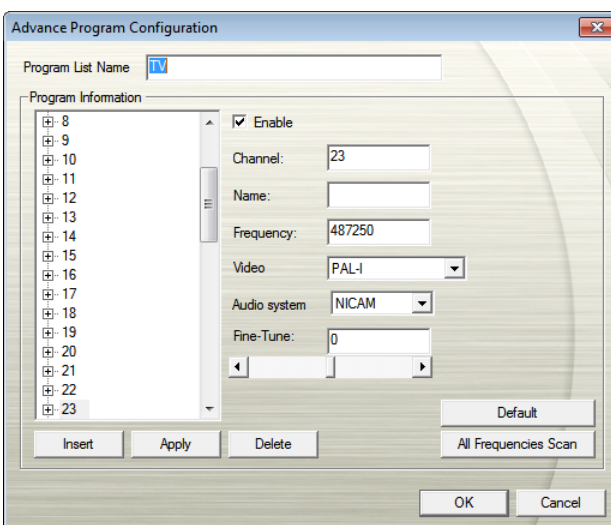 Advance Program Configuration
Program List Name TV
Program Information
8
9
10
11
12
13
14
15
16
17
18
19
20
21
22
23
Enable
Channel: 23
Name:
Frequency: 487250
Video PAL-I
Audio system NICAM
Fine-Tune: 0
Default
Insert Apply Delete All Frequencies Scan
OK Cancel